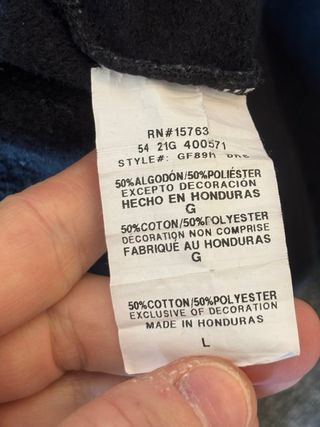 RN#15763
54 21G 400571
STYLE#: GF89H
50%ALGODÓN/50%POLIÉSTER
EXCEPTO DECORACIÓN
HECHO EN HONDURAS
G
50%COTON/50%POLYESTER
DECORATION NON COMPRISE
FABRIQUÉ AU HONDURAS
G
50%COTTON/50%POLYESTER
EXCLUSIVE OF DECORATION
MADE IN HONDURAS
L